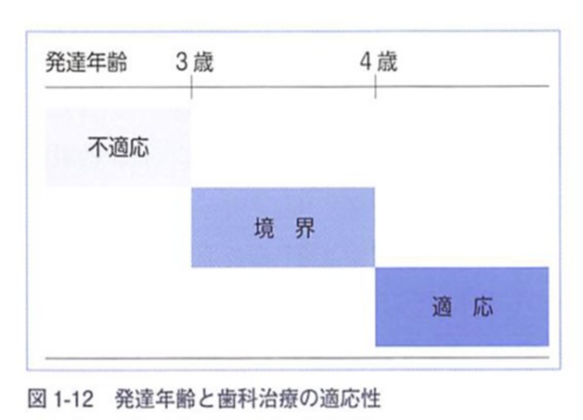 発達年齢 3歳 4歳
不適応
境 界
適 応
図 1-12 発達年齢と歯科治療の適応性